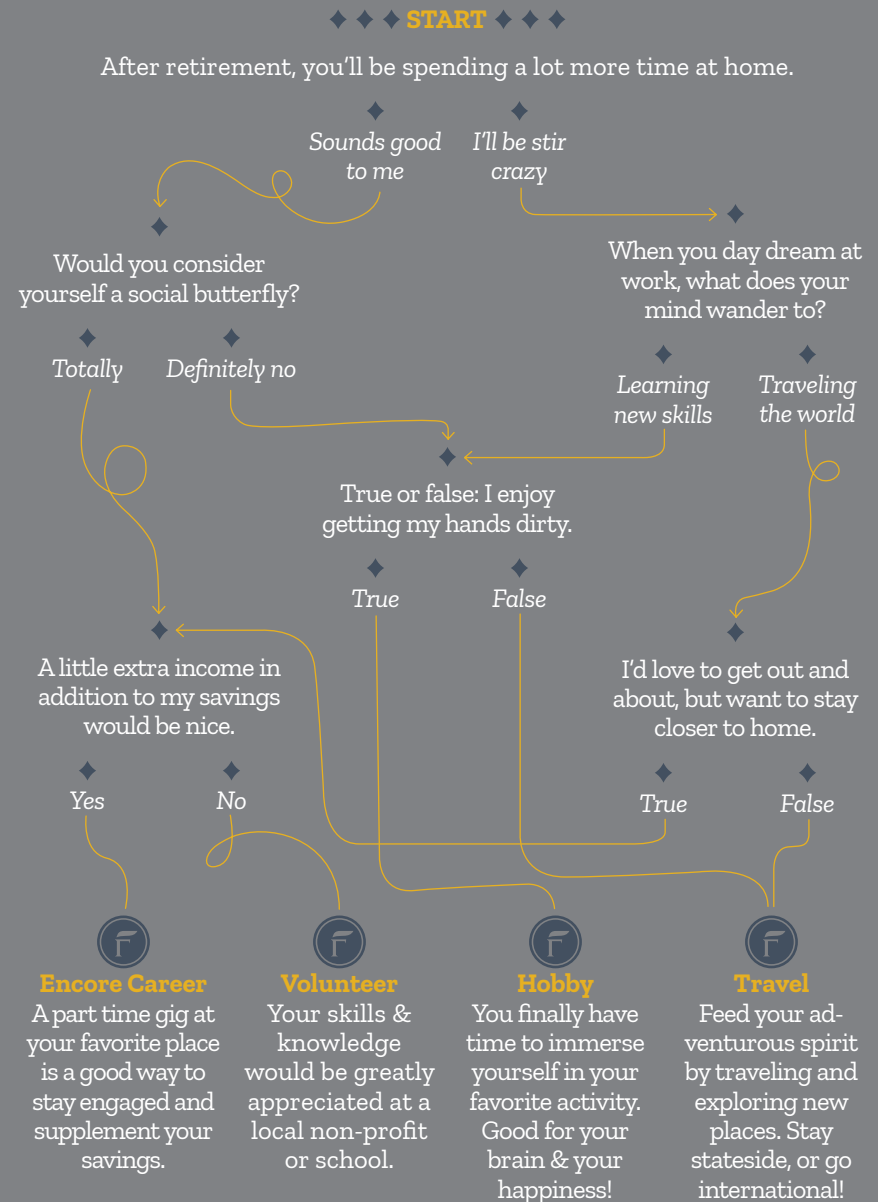 START
After retirement, you'll be spending a lot more time at home.
Sounds good
to me
I'll be stir
crazy
Would you consider
yourself a social butterfly?
When you day dream at
work, what does your
mind wander to?
Totally
Definitely no
Learning
new skills
Traveling
the world
True or false: I enjoy
getting my hands dirty.
True
False
A little extra income in
addition to my savings
would be nice.
I'd love to get out and
about, but want to stay
closer to home.
Yes
No
True
False
F
Encore Career
A part time gig at
your favorite place
is a good way to
stay engaged and
supplement your
savings.
F
Volunteer
Your skills &
knowledge
would be greatly
appreciated at a
local non-profit
or school.
F
Hobby
You finally have
time to immerse
yourself in your
favorite activity.
Good for your
brain & your
happiness!
F
Travel
Feed your ad-
venturous spirit
by traveling and
exploring new
places. Stay
stateside, or go
international!